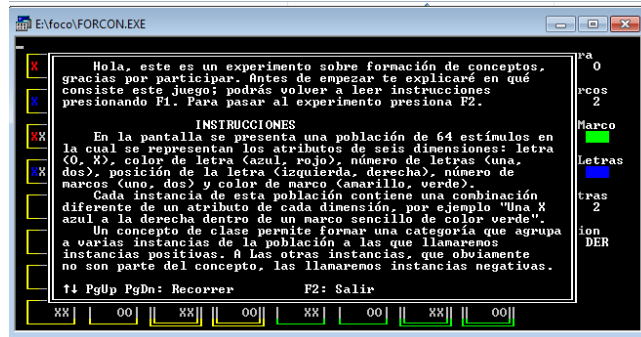 E:\foco\FORCON.EXE
Hola, este es un experimento sobre formación de conceptos,
gracias por participar. Antes de empezar te explicaré en qué
consiste este juego; podrás volver a leer instrucciones
presionando F1. Para pasar al experimento presiona F2.
INSTRUCCIONES
En la pantalla se presenta una población de 64 estímulos en
la cual se representan los atributos de seis dimensiones: letra
(O, X), color de letra (azul, rojo), número de letras (una,
dos), posición de la letra (izquierda, derecha), número de
marcos (uno, dos) y color de marco (amarillo, verde).
Cada instancia de esta población contiene una combinación
diferente de un atributo de cada dimensión, por ejemplo "Una X
azul a la derecha dentro de un marco sencillo de color verde".
Un concepto de clase permite formar una categoría que agrupa
a varias instancias de la población a las que llamaremos
instancias positivas. A Las otras instancias, que obviamente
no son parte del concepto, las llamaremos instancias negativas.
↑↓ PgUp PgDn: Recorrer F2: Salir
X
X
XX
XX
ra
O
rcos
2
Marco
Letras
tras
2
ion
DER
XX OO XX OO XX OO XX OO